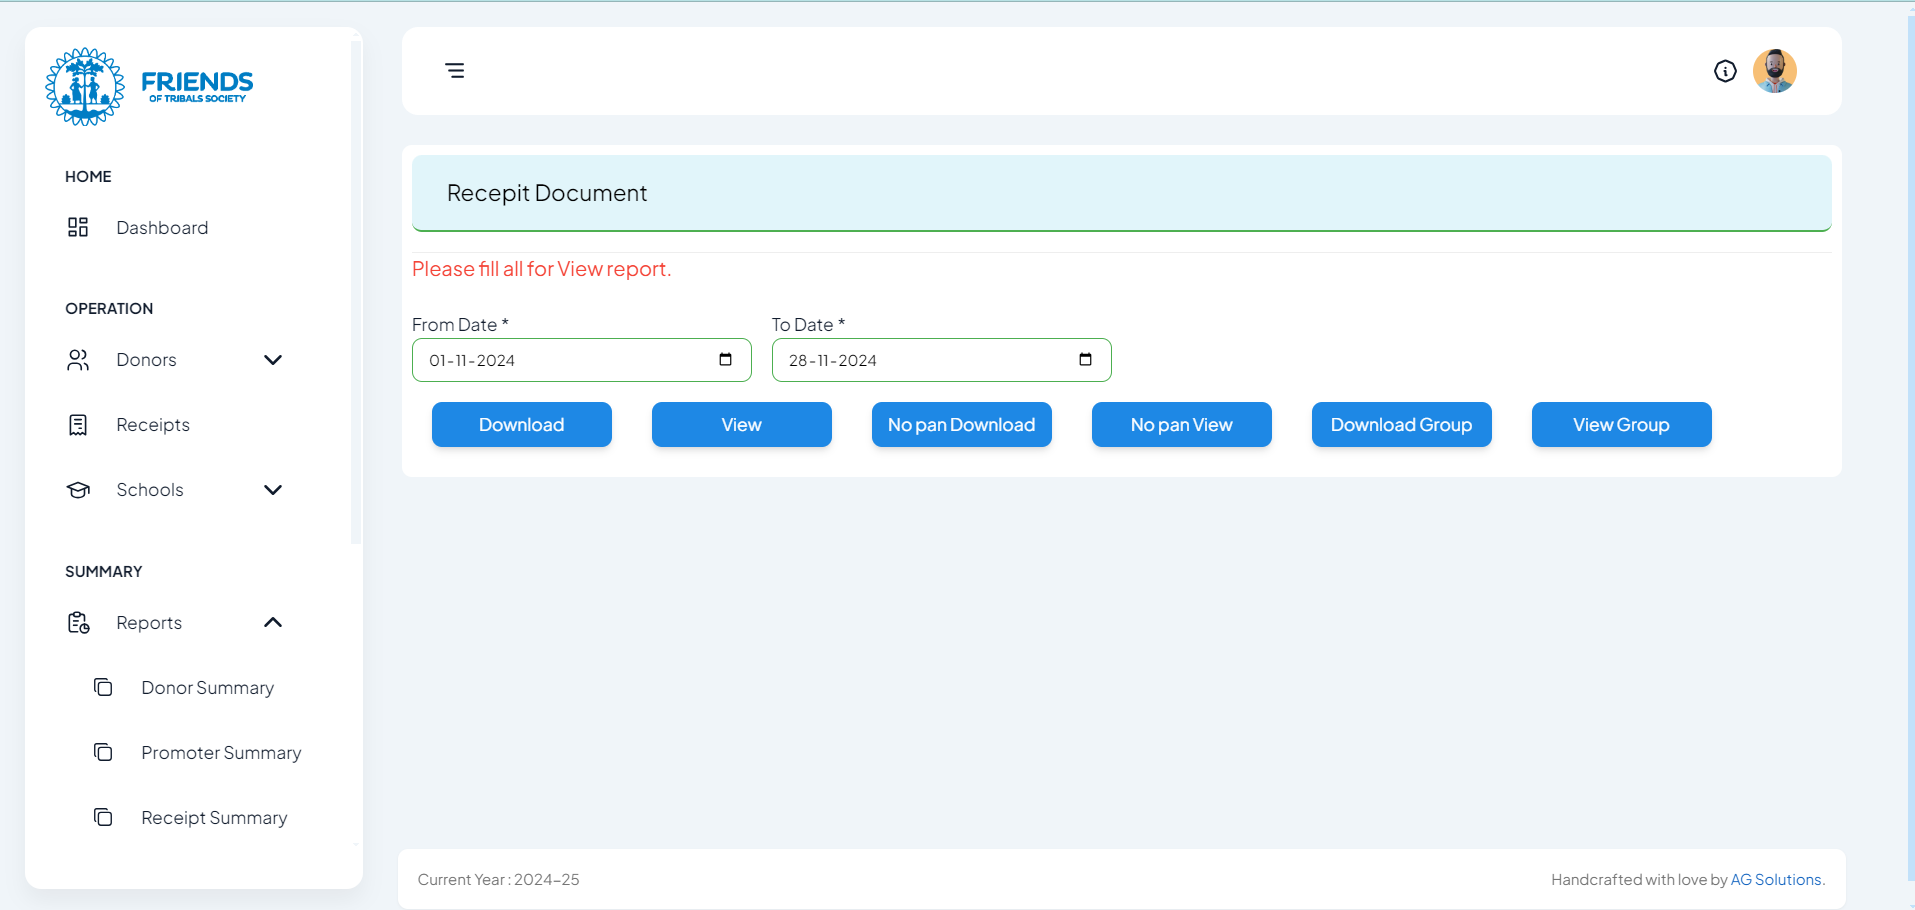 FRIENDS
OF TRIBALS SOCIETY
HOME
Dashboard
OPERATION
Donors
Receipts
Schools
SUMMARY
Reports
Donor Summary
Promoter Summary
Receipt Summary
Recepit Document
Please fill all for View report.
From Date *
To Date *
01-11-2024
28-11-2024
Download
View
No pan Download
No pan View
Download Group
View Group
Current Year : 2024-25
Handcrafted with love by AG Solutions.